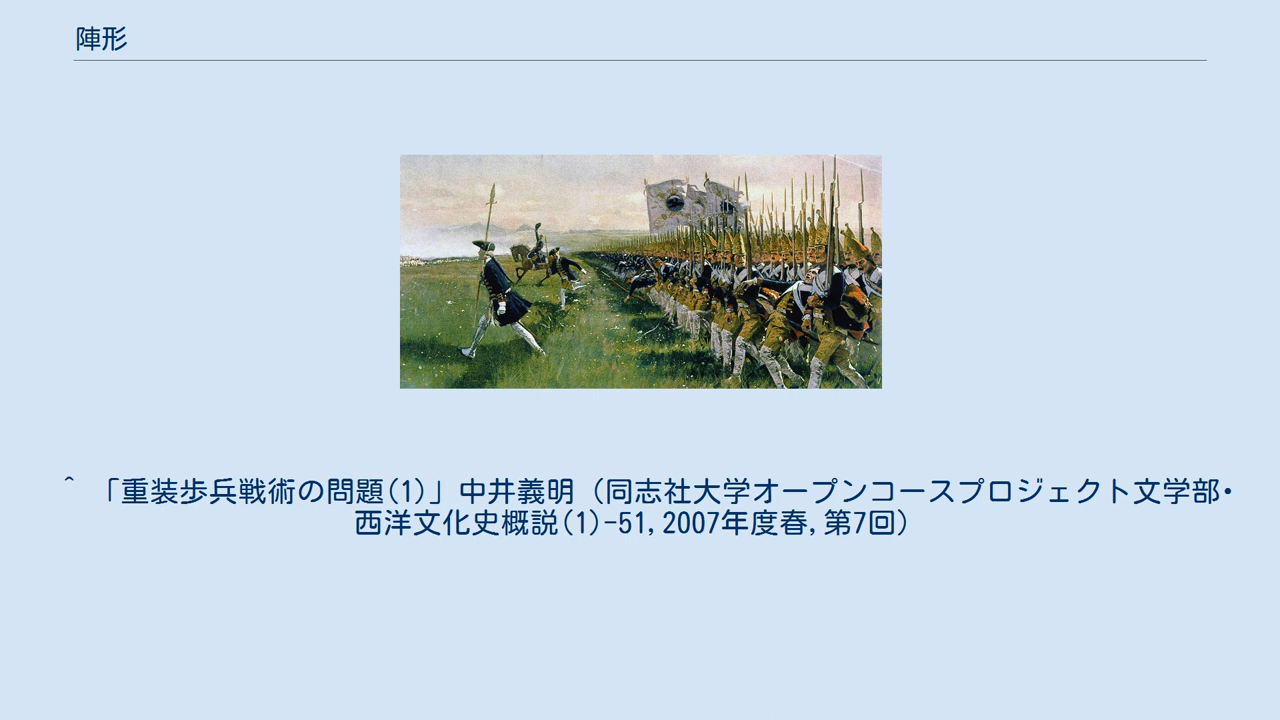 陣形
^ 「重装歩兵戦術の問題(1)」中井義明 (同志社大学オープンコースプロジェクト文学部・
西洋文化史概説(1)-51,2007年度春,第7回)